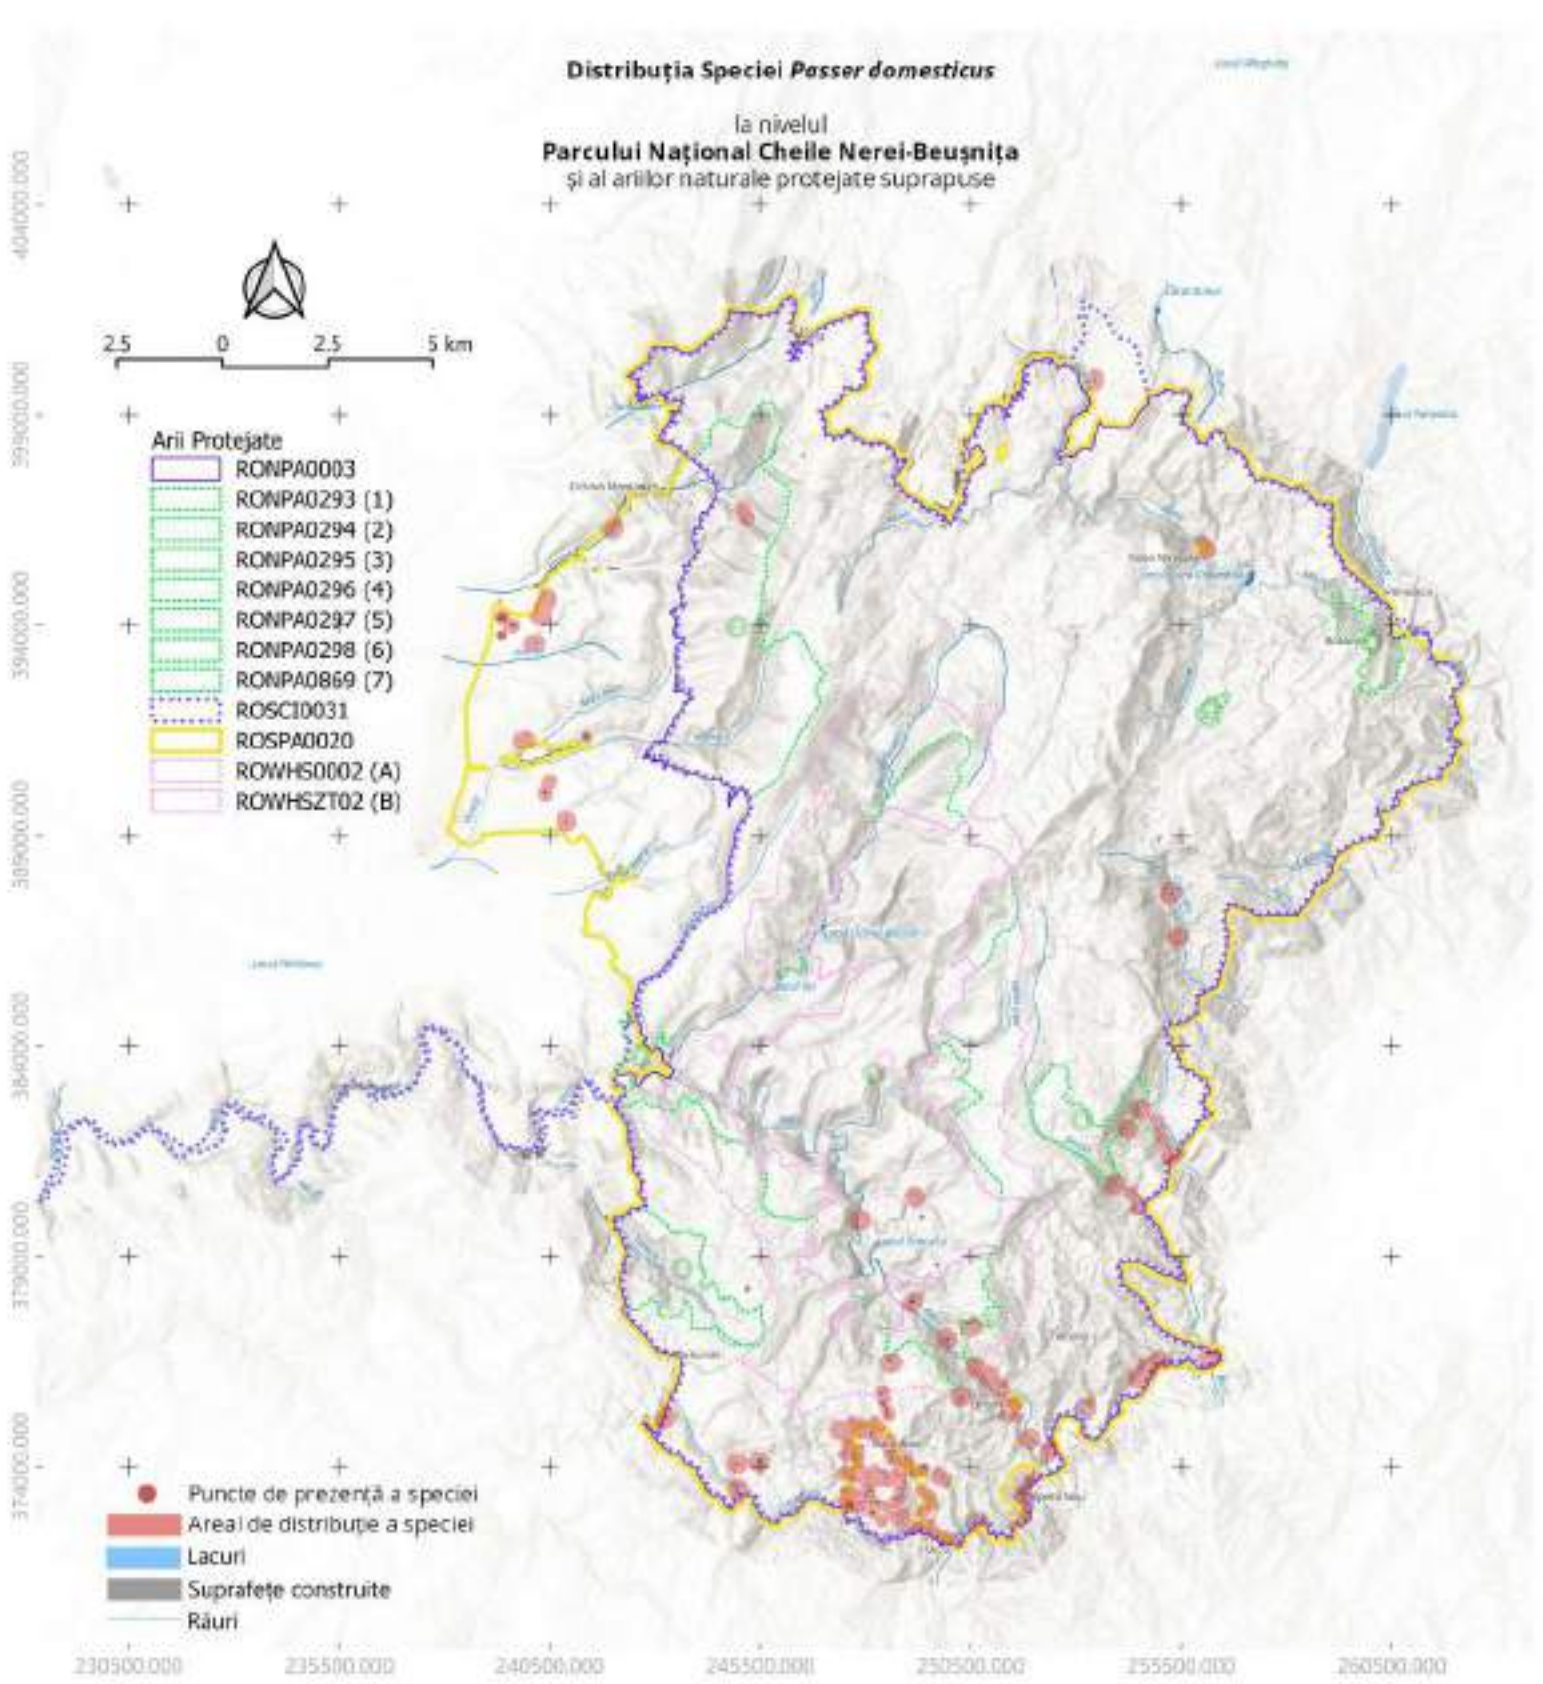 Distribuția Speciei Passer domesticus
la nivelul
Parcului Național Cheile Nerei-Beușnița
și al ariilor naturale protejate suprapuse
404000.000
399000.000
394000.000
389000.000
384000.000
379000.000
374000.000
2.5 0 2.5 5 km
Arii Protejate
RONPA0003
RONPA0293 (1)
RONPA0294 (2)
RONPA0295 (3)
RONPA0296 (4)
RONPA0297 (5)
RONPA0298 (6)
RONPA0869 (7)
ROSCI0031
ROSPA0020
ROWHS0002 (A)
ROWHSZT02 (B)
Puncte de prezență a speciei
Areal de distribuție a speciei
Lacuri
Suprafețe construite
Râuri
230500.000 235500.000 240500.000 245500.000 250500.000 255500.000 260500.000